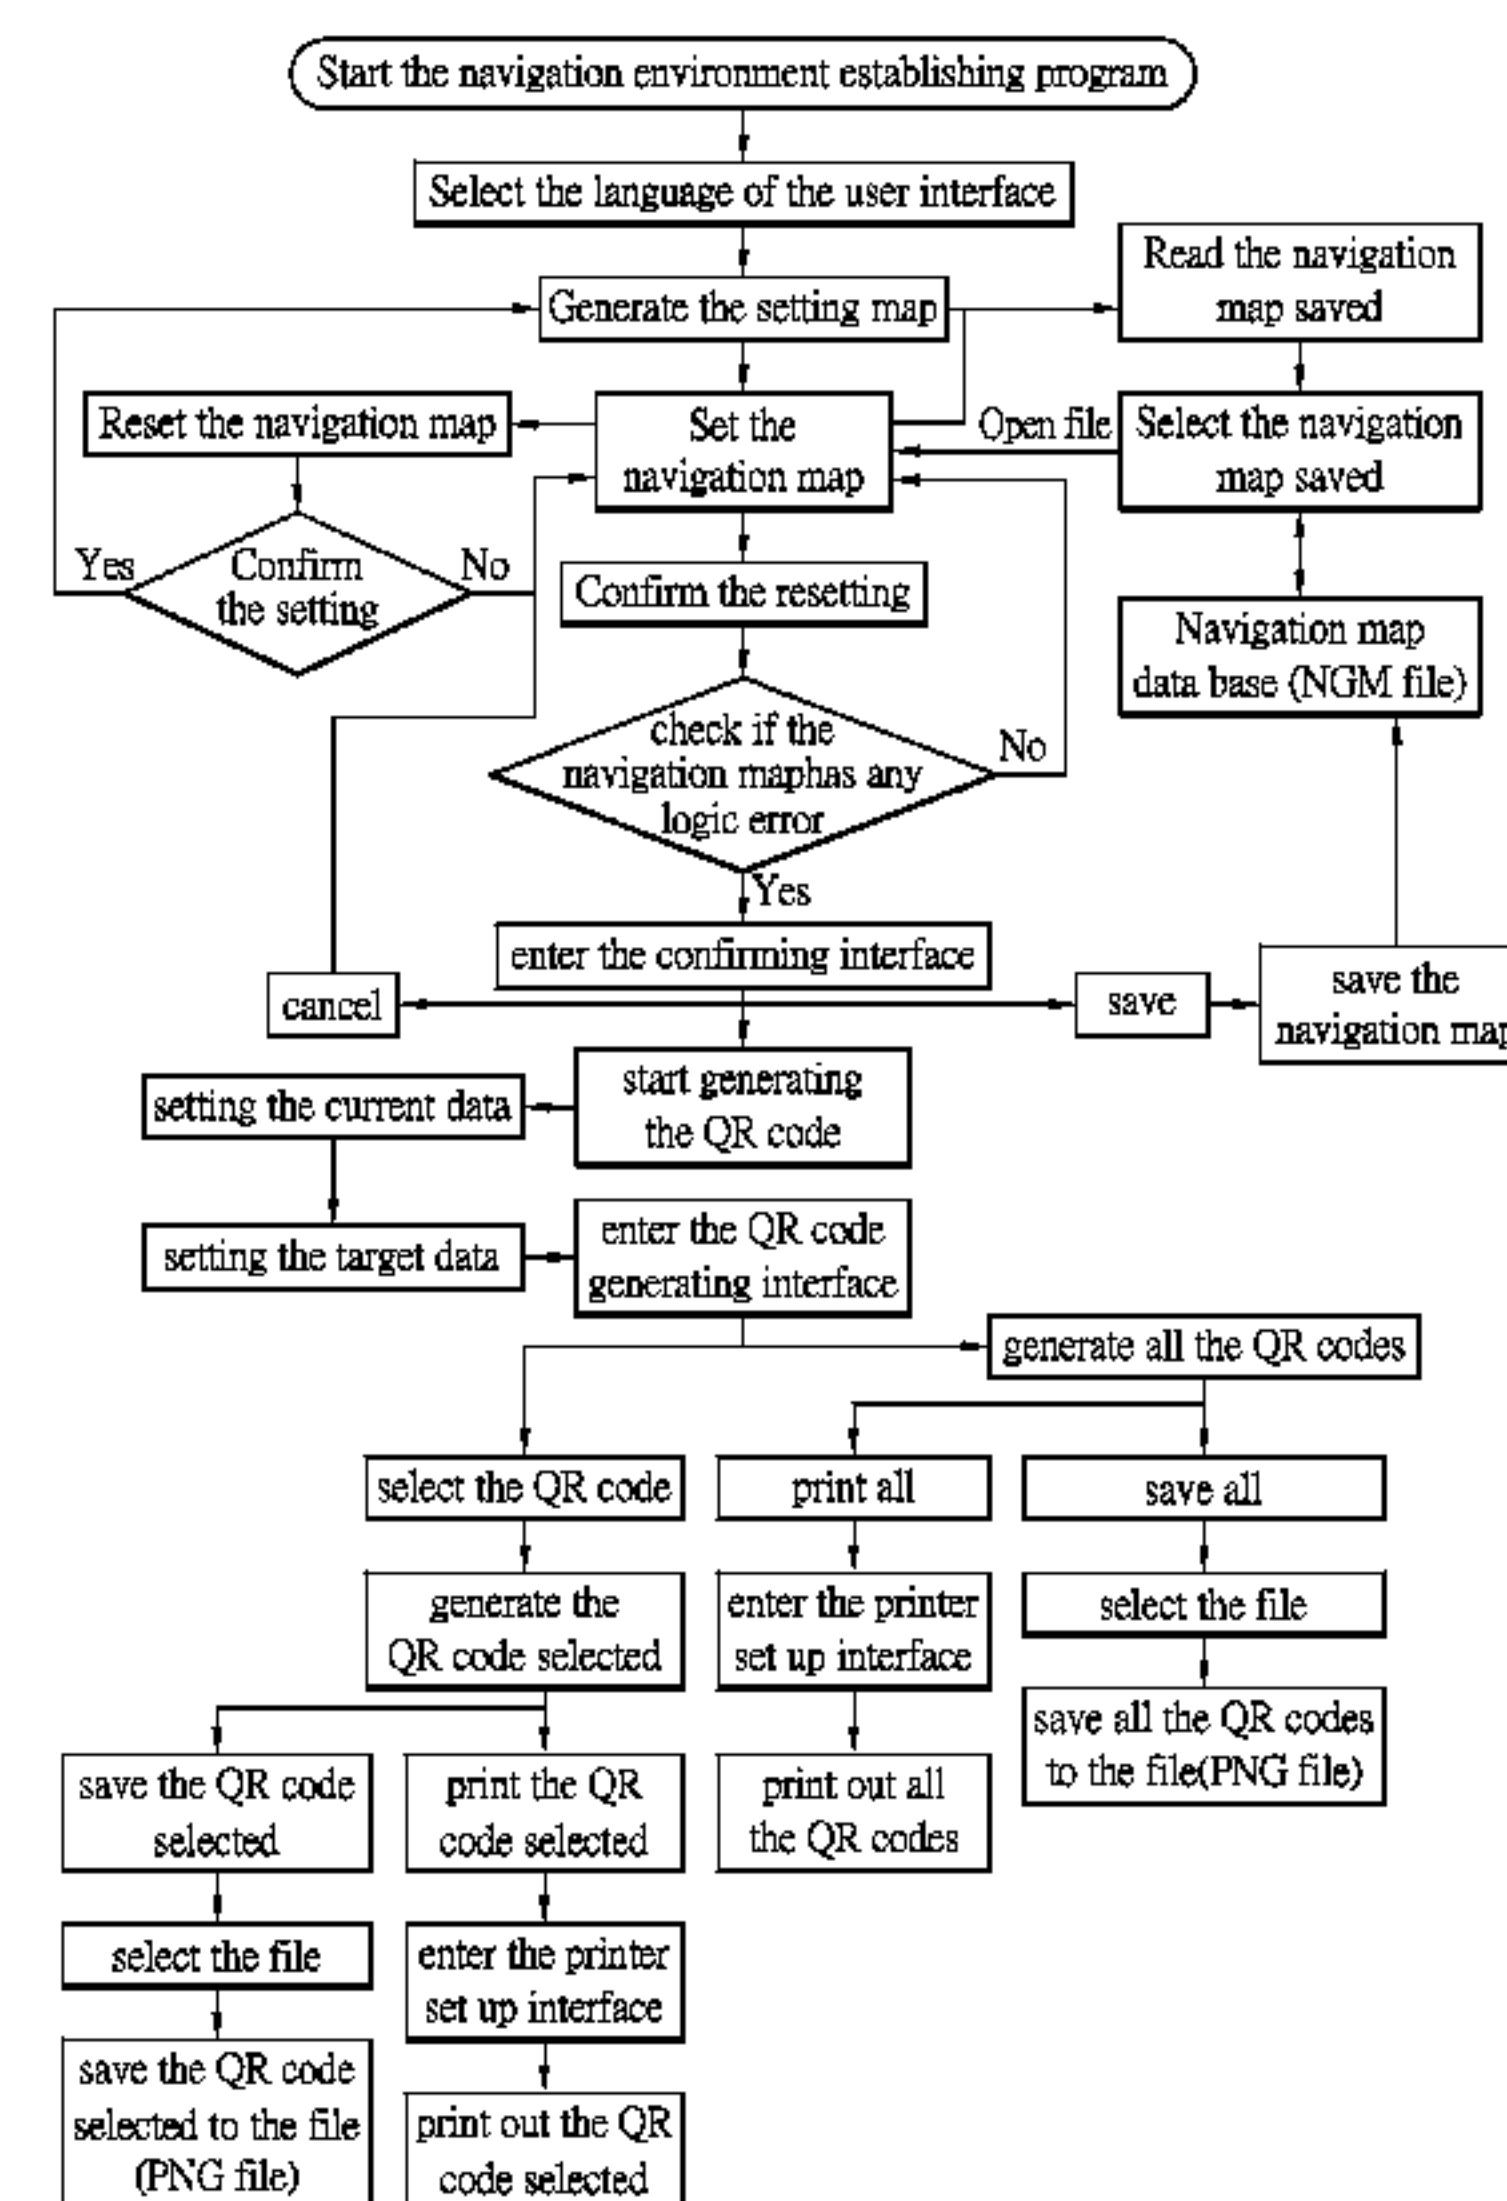 Start the navigation environment establishing program
Select the language of the user interface
Read the navigation
map saved
Generate the setting map
Reset the navigation map
Set the
navigation map
Open file
Select the navigation
map saved
Yes
Confirm
the setting
No
Confirm the resetting
Navigation map
data base (NGM file)
check if the
navigation maphas any
logic error
No
Yes
enter the confirming interface
cancel
save
save the
navigation map
start generating
the QR code
setting the current data
setting the target data
enter the QR code
generating interface
generate all the QR codes
select the QR code
print all
save all
generate the
QR code selected
enter the printer
set up interface
select the file
save all the QR codes
to the file(PNG file)
save the QR code
selected
print the QR
code selected
print out all
the QR codes
select the file
enter the printer
set up interface
save the QR code
selected to the file
(PNG file)
print out the QR
code selected